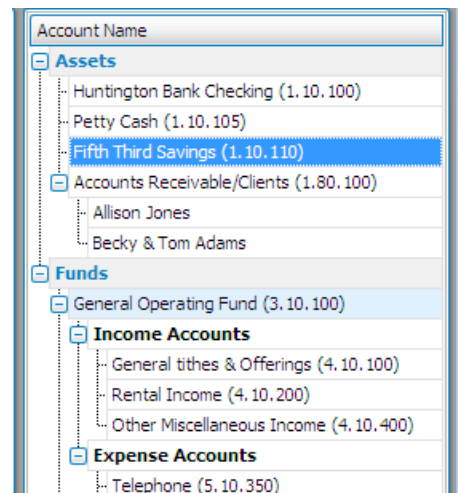 Account Name
Assets
Huntington Bank Checking (1.10.100)
Petty Cash (1.10.105)
Fifth Third Savings (1.10.110)
Accounts Receivable/Clients (1.80.100)
Allison Jones
Becky & Tom Adams
Funds
General Operating Fund (3.10.100)
Income Accounts
General tithes & Offerings (4.10.100)
Rental Income (4.10.200)
Other Miscellaneous Income (4.10.400)
Expense Accounts
Telephone (5.10.350)